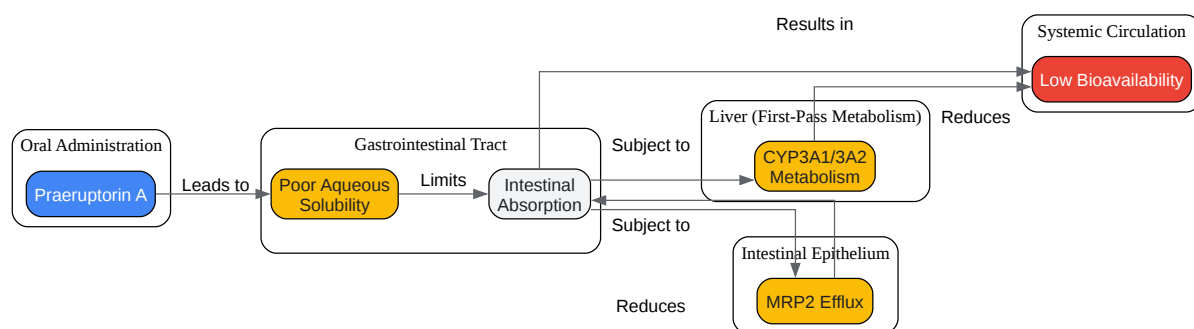 Results in
Systemic Circulation
Low Bioavailability
Liver (First-Pass Metabolism)
Reduces
Oral Administration
Gastrointestinal Tract
Subject to
CYP3A1/3A2
Metabolism
Praeruptorin A
Leads to
Poor Aqueous
Solubility
Limits
Intestinal
Absorption
Subject to
Intestinal Epithelium
Reduces
MRP2 Efflux